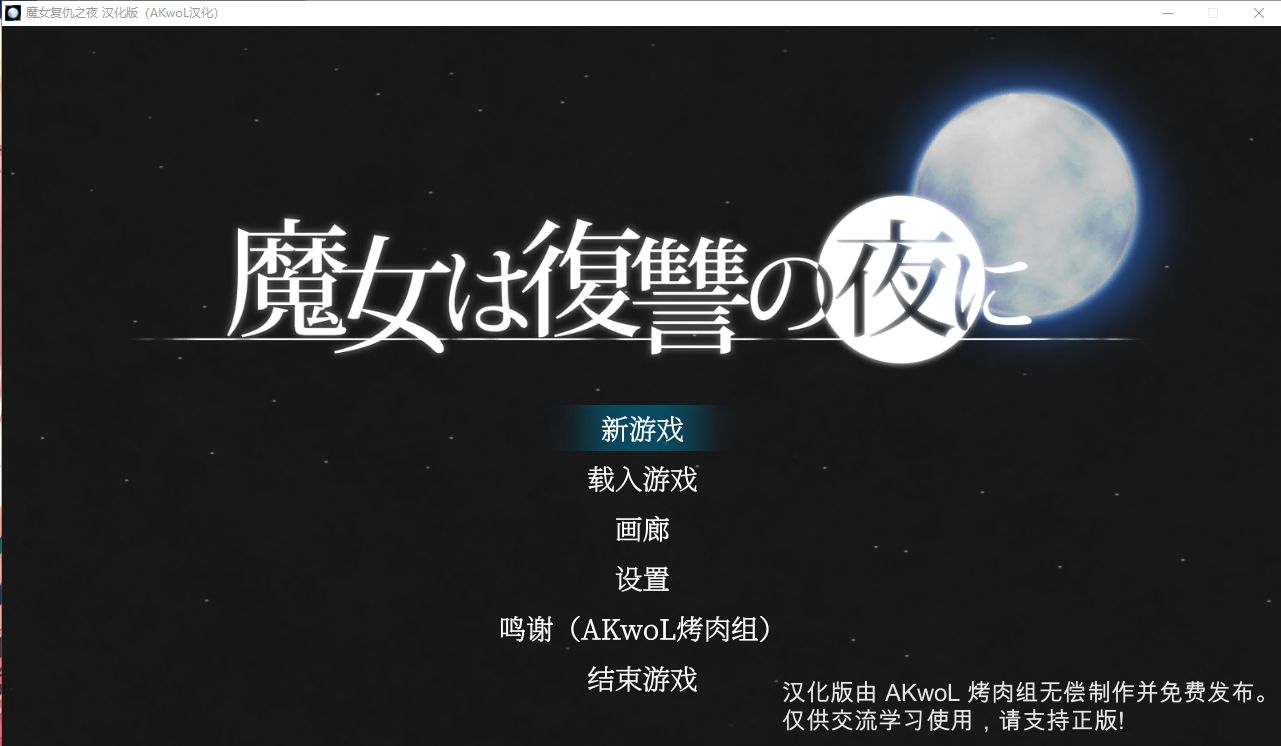 魔女复仇之夜 汉化版（AKwoL汉化）
魔女は復讐の夜に
新游戏
载入游戏
画廊
设置
鸣谢（AKwoL烤肉组）
结束游戏
汉化版由 AKwoL 烤肉组无偿制作并免费发布。
仅供交流学习使用，请支持正版!